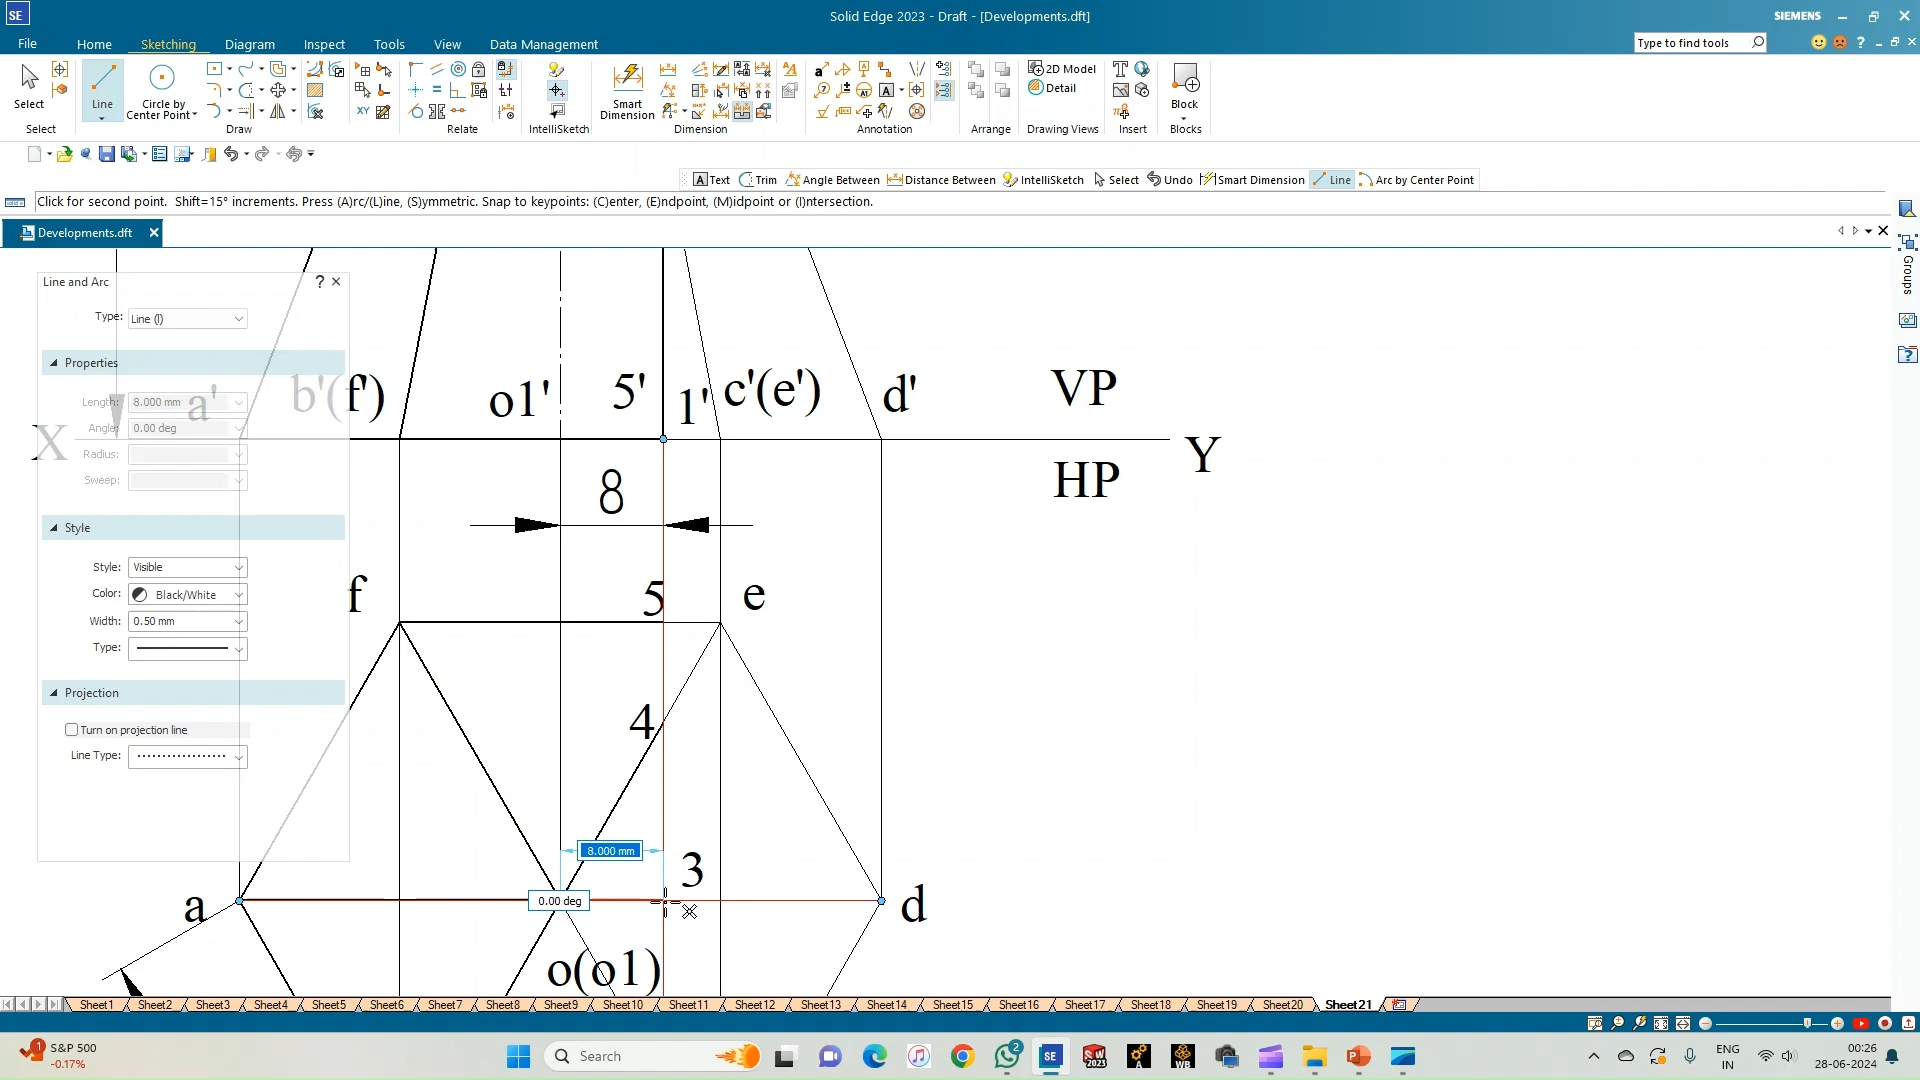 SE
Solid Edge 2023 - Draft - [Developments.dft]
SIEMENS
File Home Sketching Diagram Inspect Tools View Data Management
Type to find tools
Select
Line
Circle by
Center Point
Smart
Dimension
2D Model
Detail
Block
Select Draw Relate IntelliSketch Dimension Annotation Arrange Drawing Views Insert Blocks
Text Trim Angle Between Distance Between IntelliSketch Select Undo Smart Dimension Line Arc by Center Point
Click for second point. Shift=15° increments. Press (A)rc/(L)ine, (S)ymmetric. Snap to keypoints: (C)enter, (E)ndpoint, (M)idpoint or (I)ntersection.
Developments.dft
Groups
Line and Arc
Type: Line (l)
Properties
Length: 8.000 mm
Angle: 0.00 deg
Radius:
Sweep:
Style
Style: Visible
Color: Black/White
Width: 0.50 mm
Type:
Projection
Turn on projection line
Line Type:
a' b'(f') o1' 5' 1' c'(e') d' VP
X Y
8 HP
f 5 e
4
8.000 mm 3
a 0.00 deg d
o(o1)
Sheet1 Sheet2 Sheet3 Sheet4 Sheet5 Sheet6 Sheet7 Sheet8 Sheet9 Sheet10 Sheet11 Sheet12 Sheet13 Sheet14 Sheet15 Sheet16 Sheet17 Sheet18 Sheet19 Sheet20 Sheet21
1
S&P 500
-0.17%
Search
2
SE
SW
2023
A
WB
ENG
IN
00:26
28-06-2024